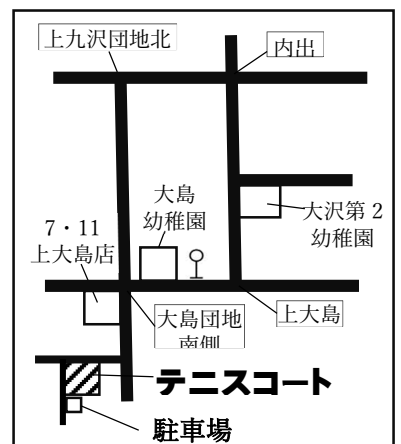 上九沢団地北
内出
大島
幼稚園
大沢第2
幼稚園
7・11
上大島店
大島団地
南側
上大島
テニスコート
駐車場